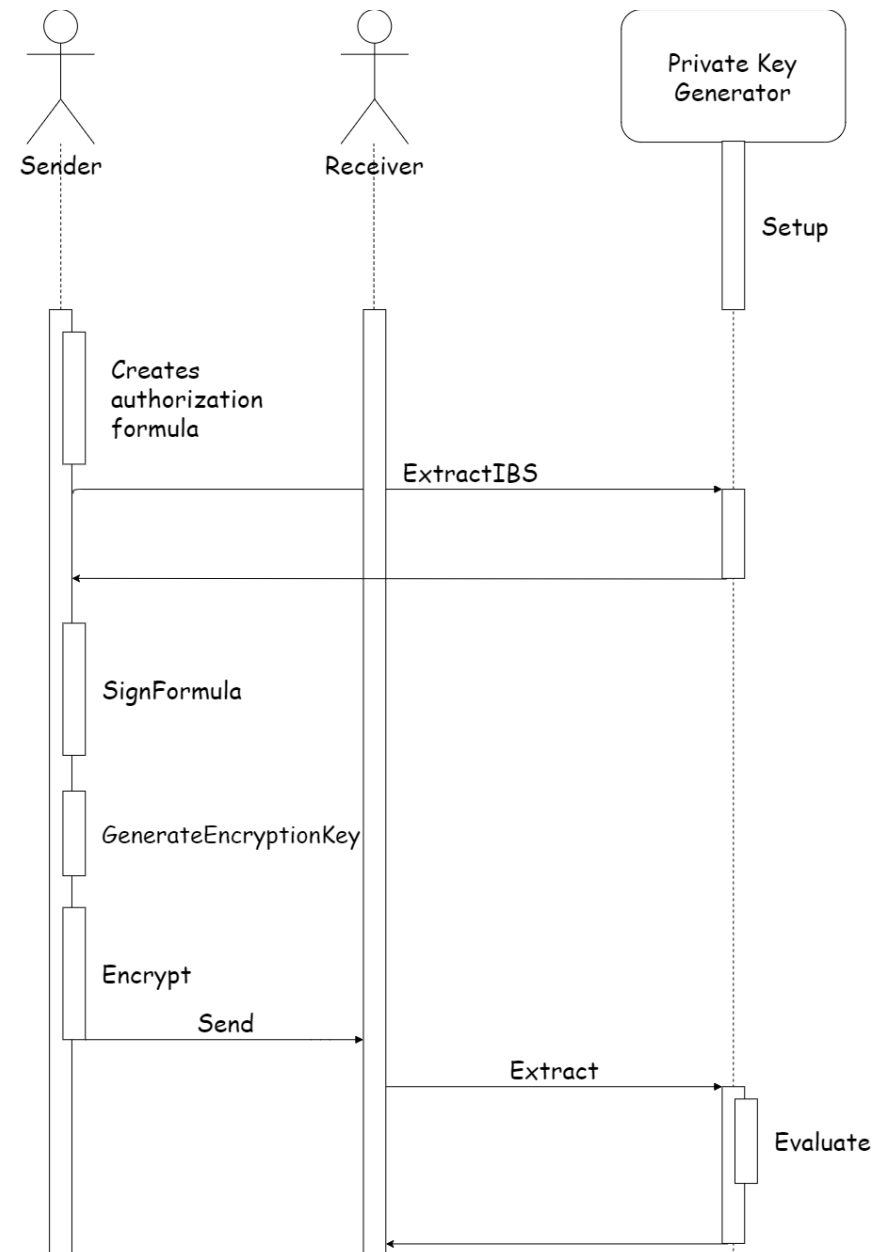 Private Key
Generator
Sender
Receiver
Setup
Creates
authorization
formula
ExtractIBS
SignFormula
GenerateEncryptionKey
Encrypt
Send
Extract
Evaluate